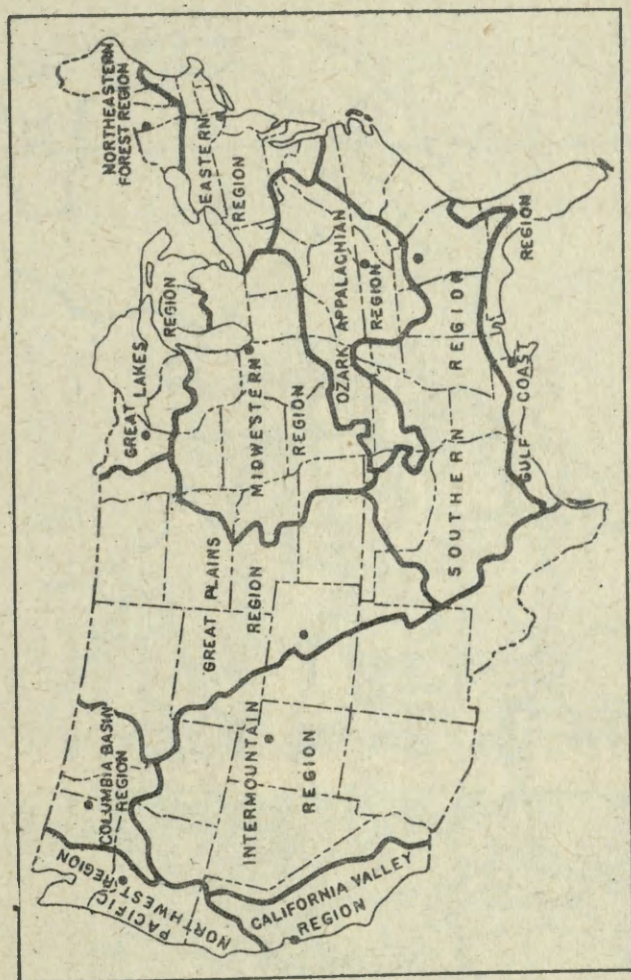 PACIFIC
NORTHWEST REGION
COLUMBIA BASIN
REGION
CALIFORNIA VALLEY
REGION
INTERMOUNTAIN
REGION
GREAT PLAINS
REGION
GREAT LAKES
REGION
MIDWESTERN
REGION
NORTHEASTERN
FOREST REGION
EASTERN
REGION
OZARK APPALACHIAN
REGION
SOUTHERN REGION
GULF COAST REGION